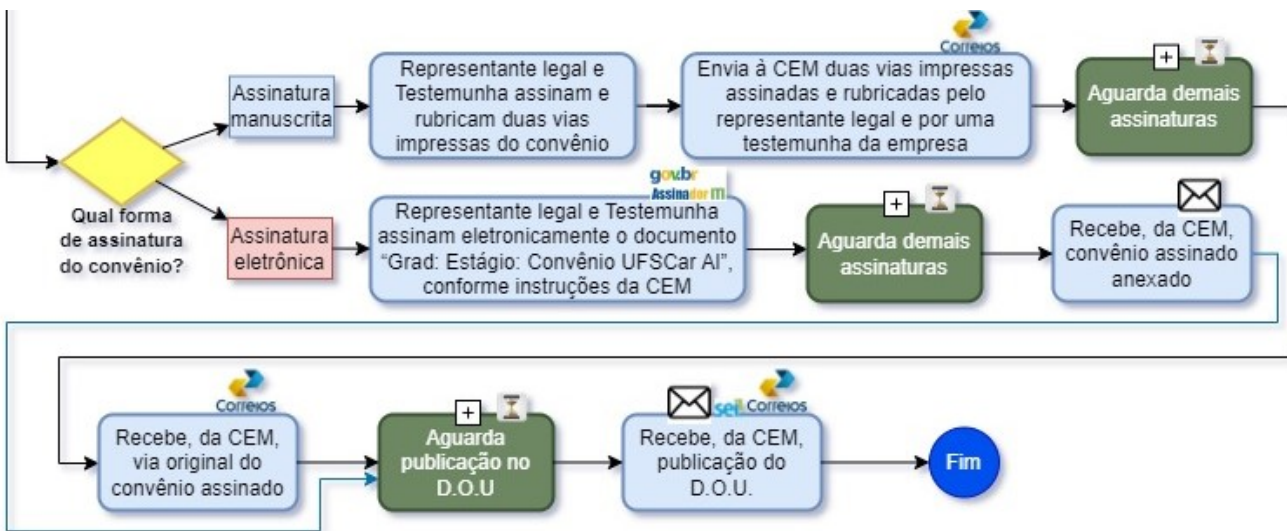 Correios
Assinatura
manuscrita
Representante legal e
Testemunha assinam e
rubricam duas vias
impressas do convênio
Envia à CEM duas vias impressas
assinadas e rubricadas pelo
representante legal e por uma
testemunha da empresa
+
Aguarda demais
assinaturas
Qual forma
de assinatura
do convênio?
Assinatura
eletrônica
gov.br
Assinador ITI
Representante legal e Testemunha
assinam eletronicamente o documento
“Grad: Estágio: Convênio UFSCar AI”,
conforme instruções da CEM
+
Aguarda demais
assinaturas
Recebe, da CEM,
convênio assinado
anexado
Correios
Recebe, da CEM,
via original do
convênio assinado
+
Aguarda
publicação no
D.O.U
sei! Correios
Recebe, da CEM,
publicação do
D.O.U.
Fim